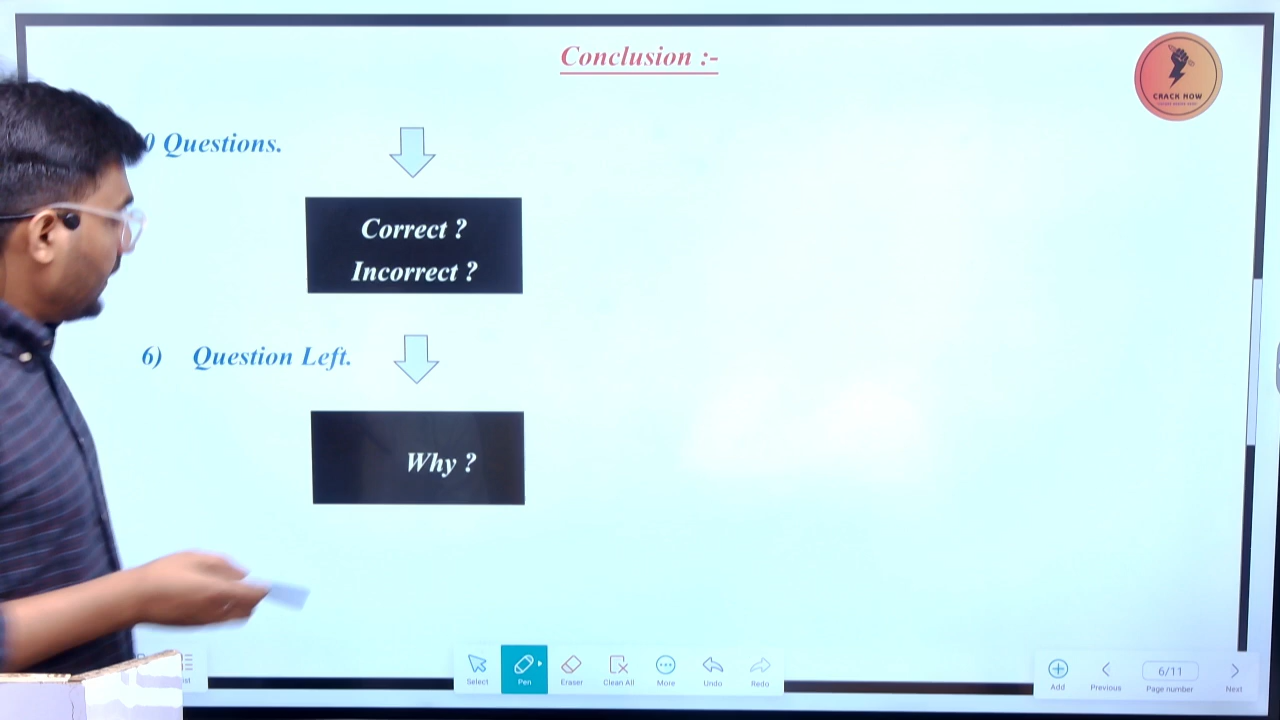 Conclusion :-
CRACK NOW
0 Questions.
Correct ?
Incorrect ?
6) Question Left.
Why ?
Select
Pen
Eraser
Clean All
More
Undo
Redo
Add
Previous
6/11
Page number
Next